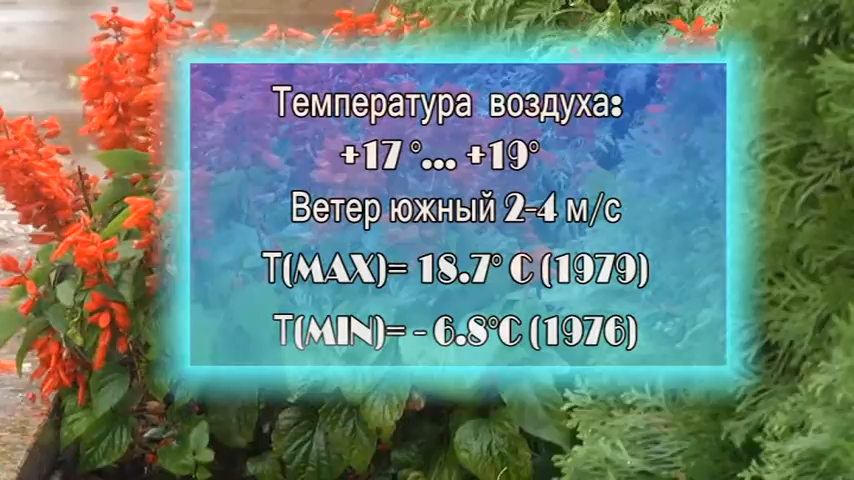 Температура воздуха:
+17 °... +19°
Ветер южный 2-4 м/с
Т(MAX)= 18.7° C (1979)
Т(MIN)= - 6.8°C (1976)